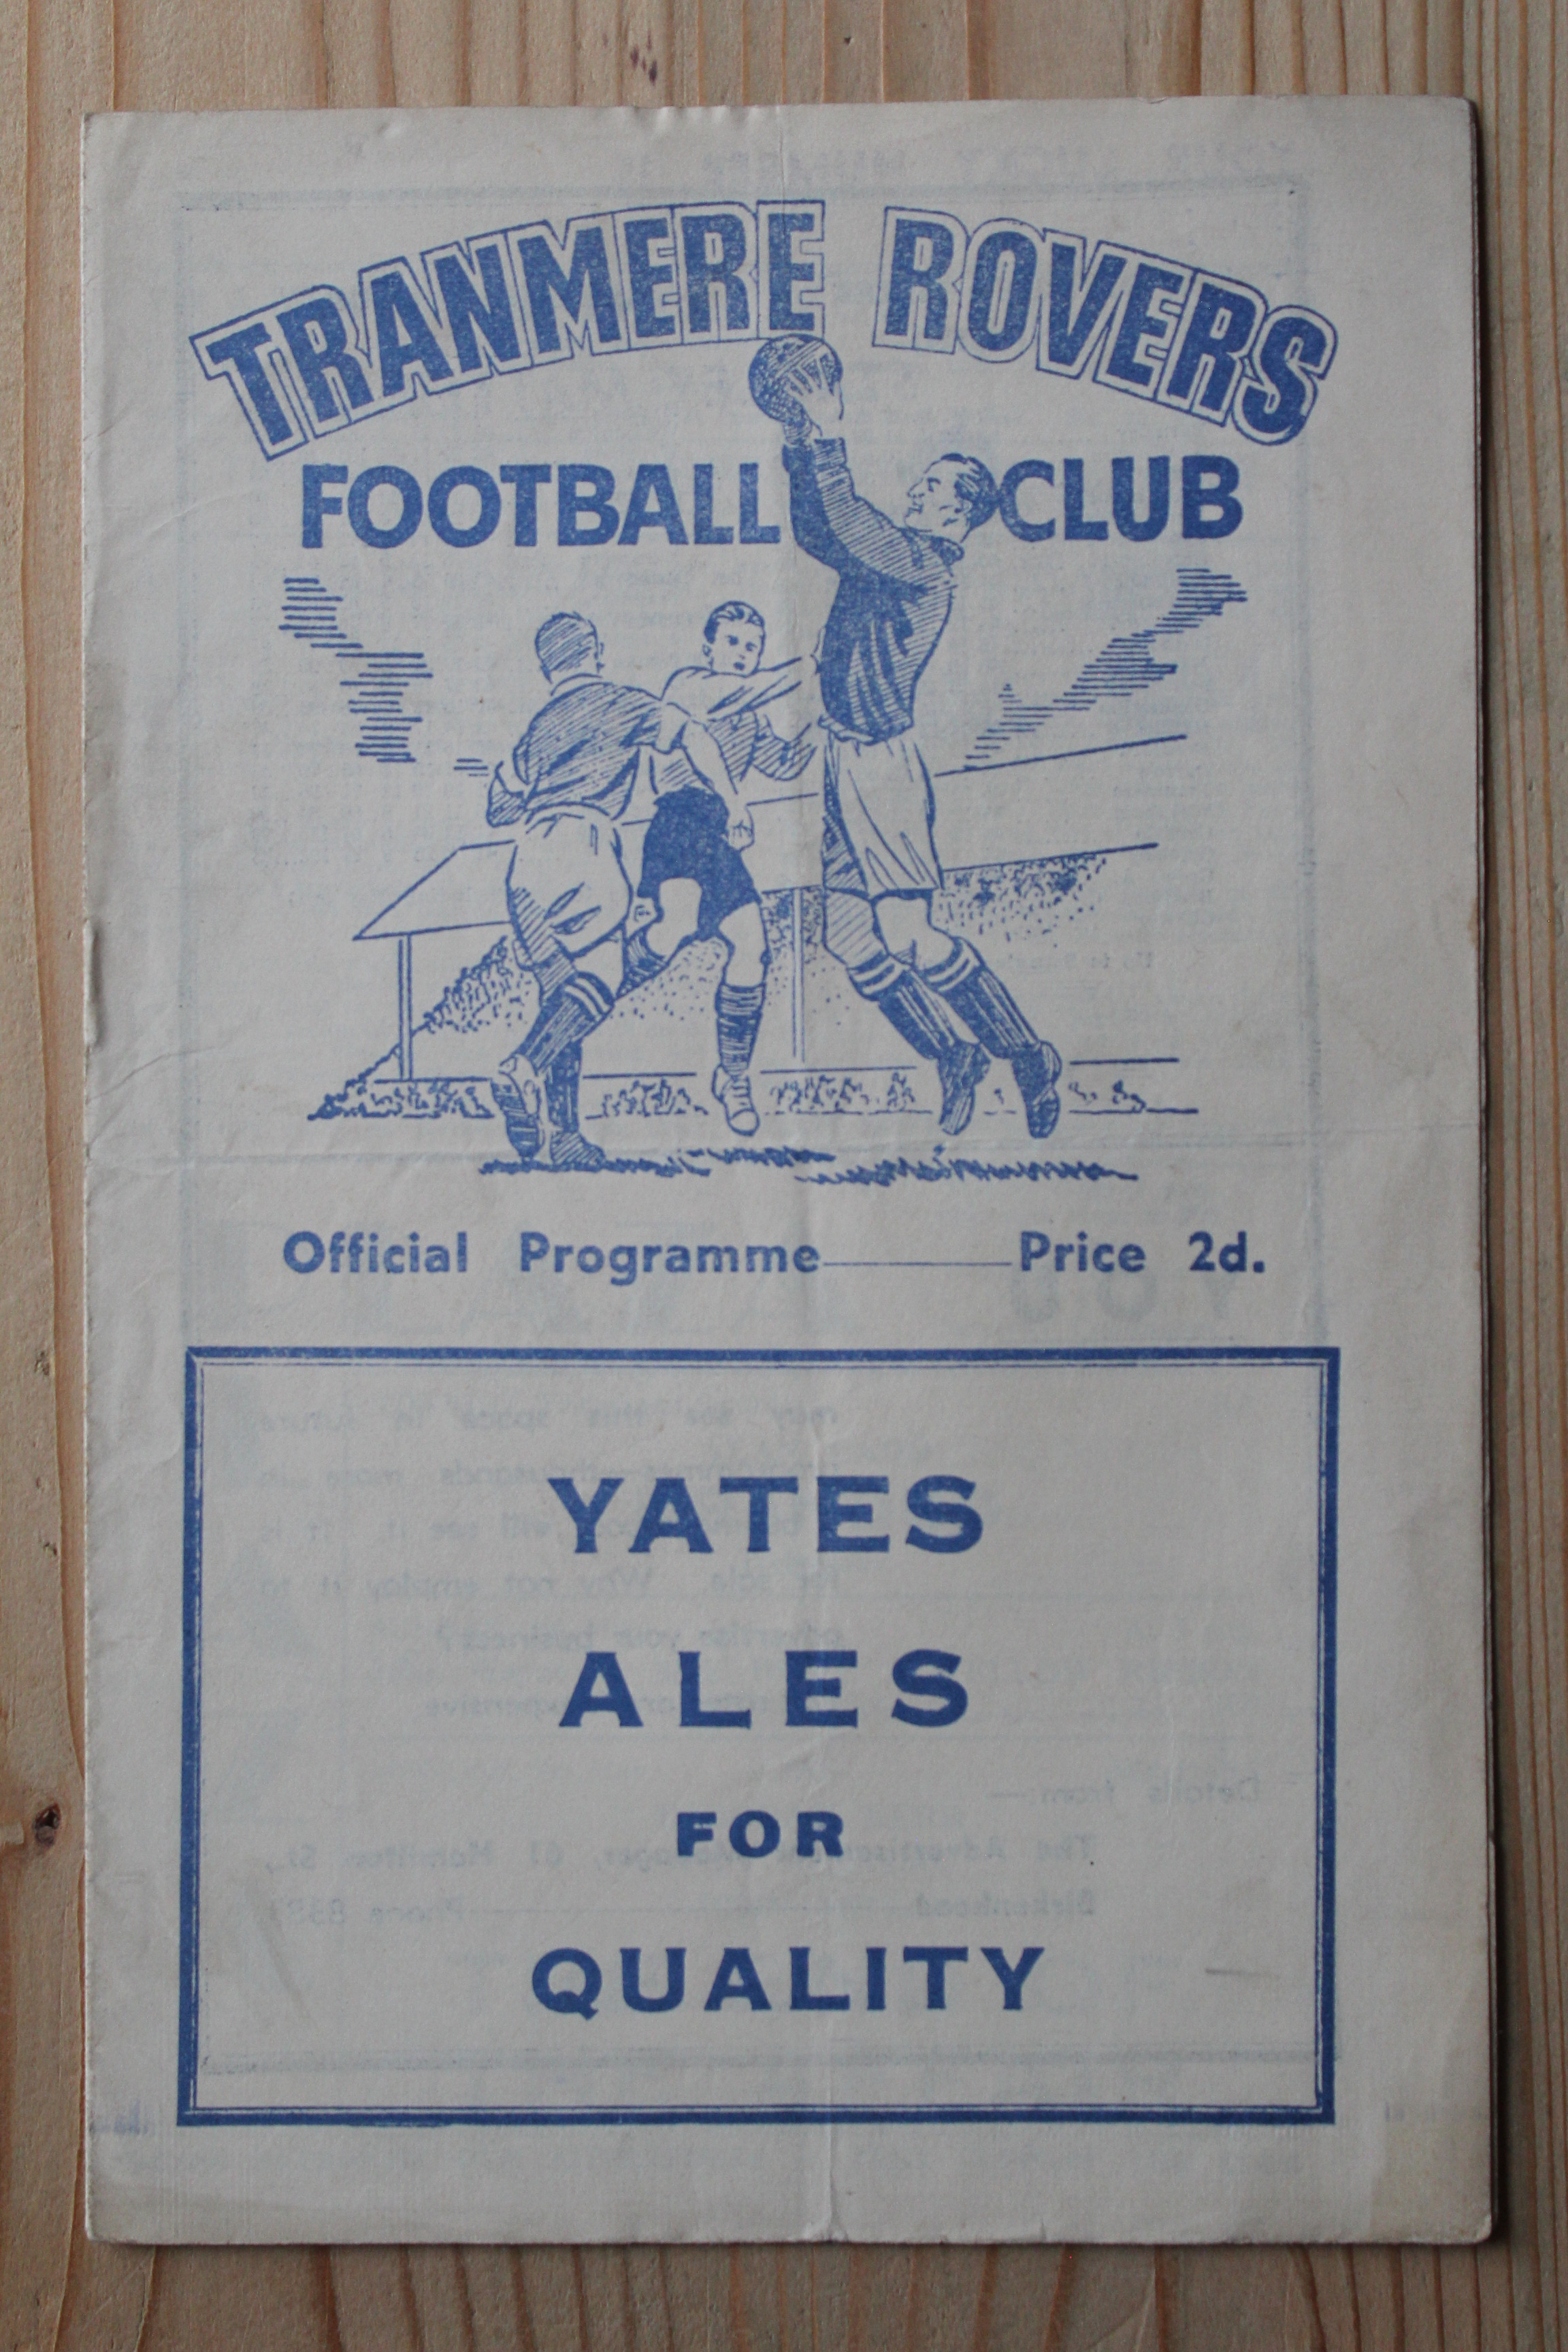 TRANMERE ROVERS
FOOTBALL CLUB
Official Programme Price 2d.
YATES
ALES
FOR
QUALITY